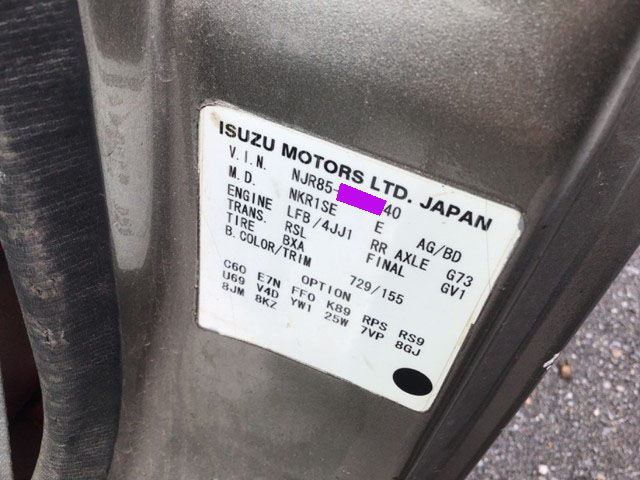 ISUZU MOTORS LTD. JAPAN
V.I.N. NJR85- 40
M.D. NKR1SE E AG/BD
ENGINE LFB/4JJ1 RR AXLE G73
TRANS. RSL FINAL GV1
TIRE BXA
B.COLOR/TRIM 729/155
OPTION
C60 E7N FF0 K89 RPS RS9
U69 V4D YW1 25W 7VP 8GJ
8JM 8KZ